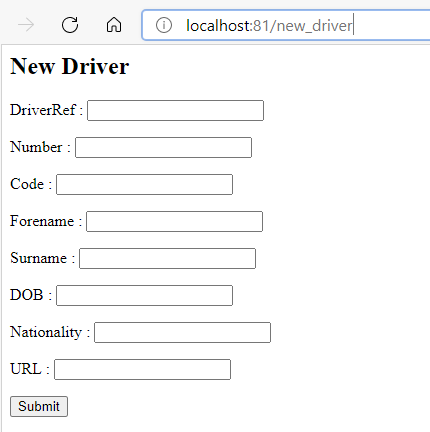 localhost:81/new_driver
New Driver
DriverRef :
Number :
Code :
Forename :
Surname :
DOB :
Nationality :
URL :
Submit